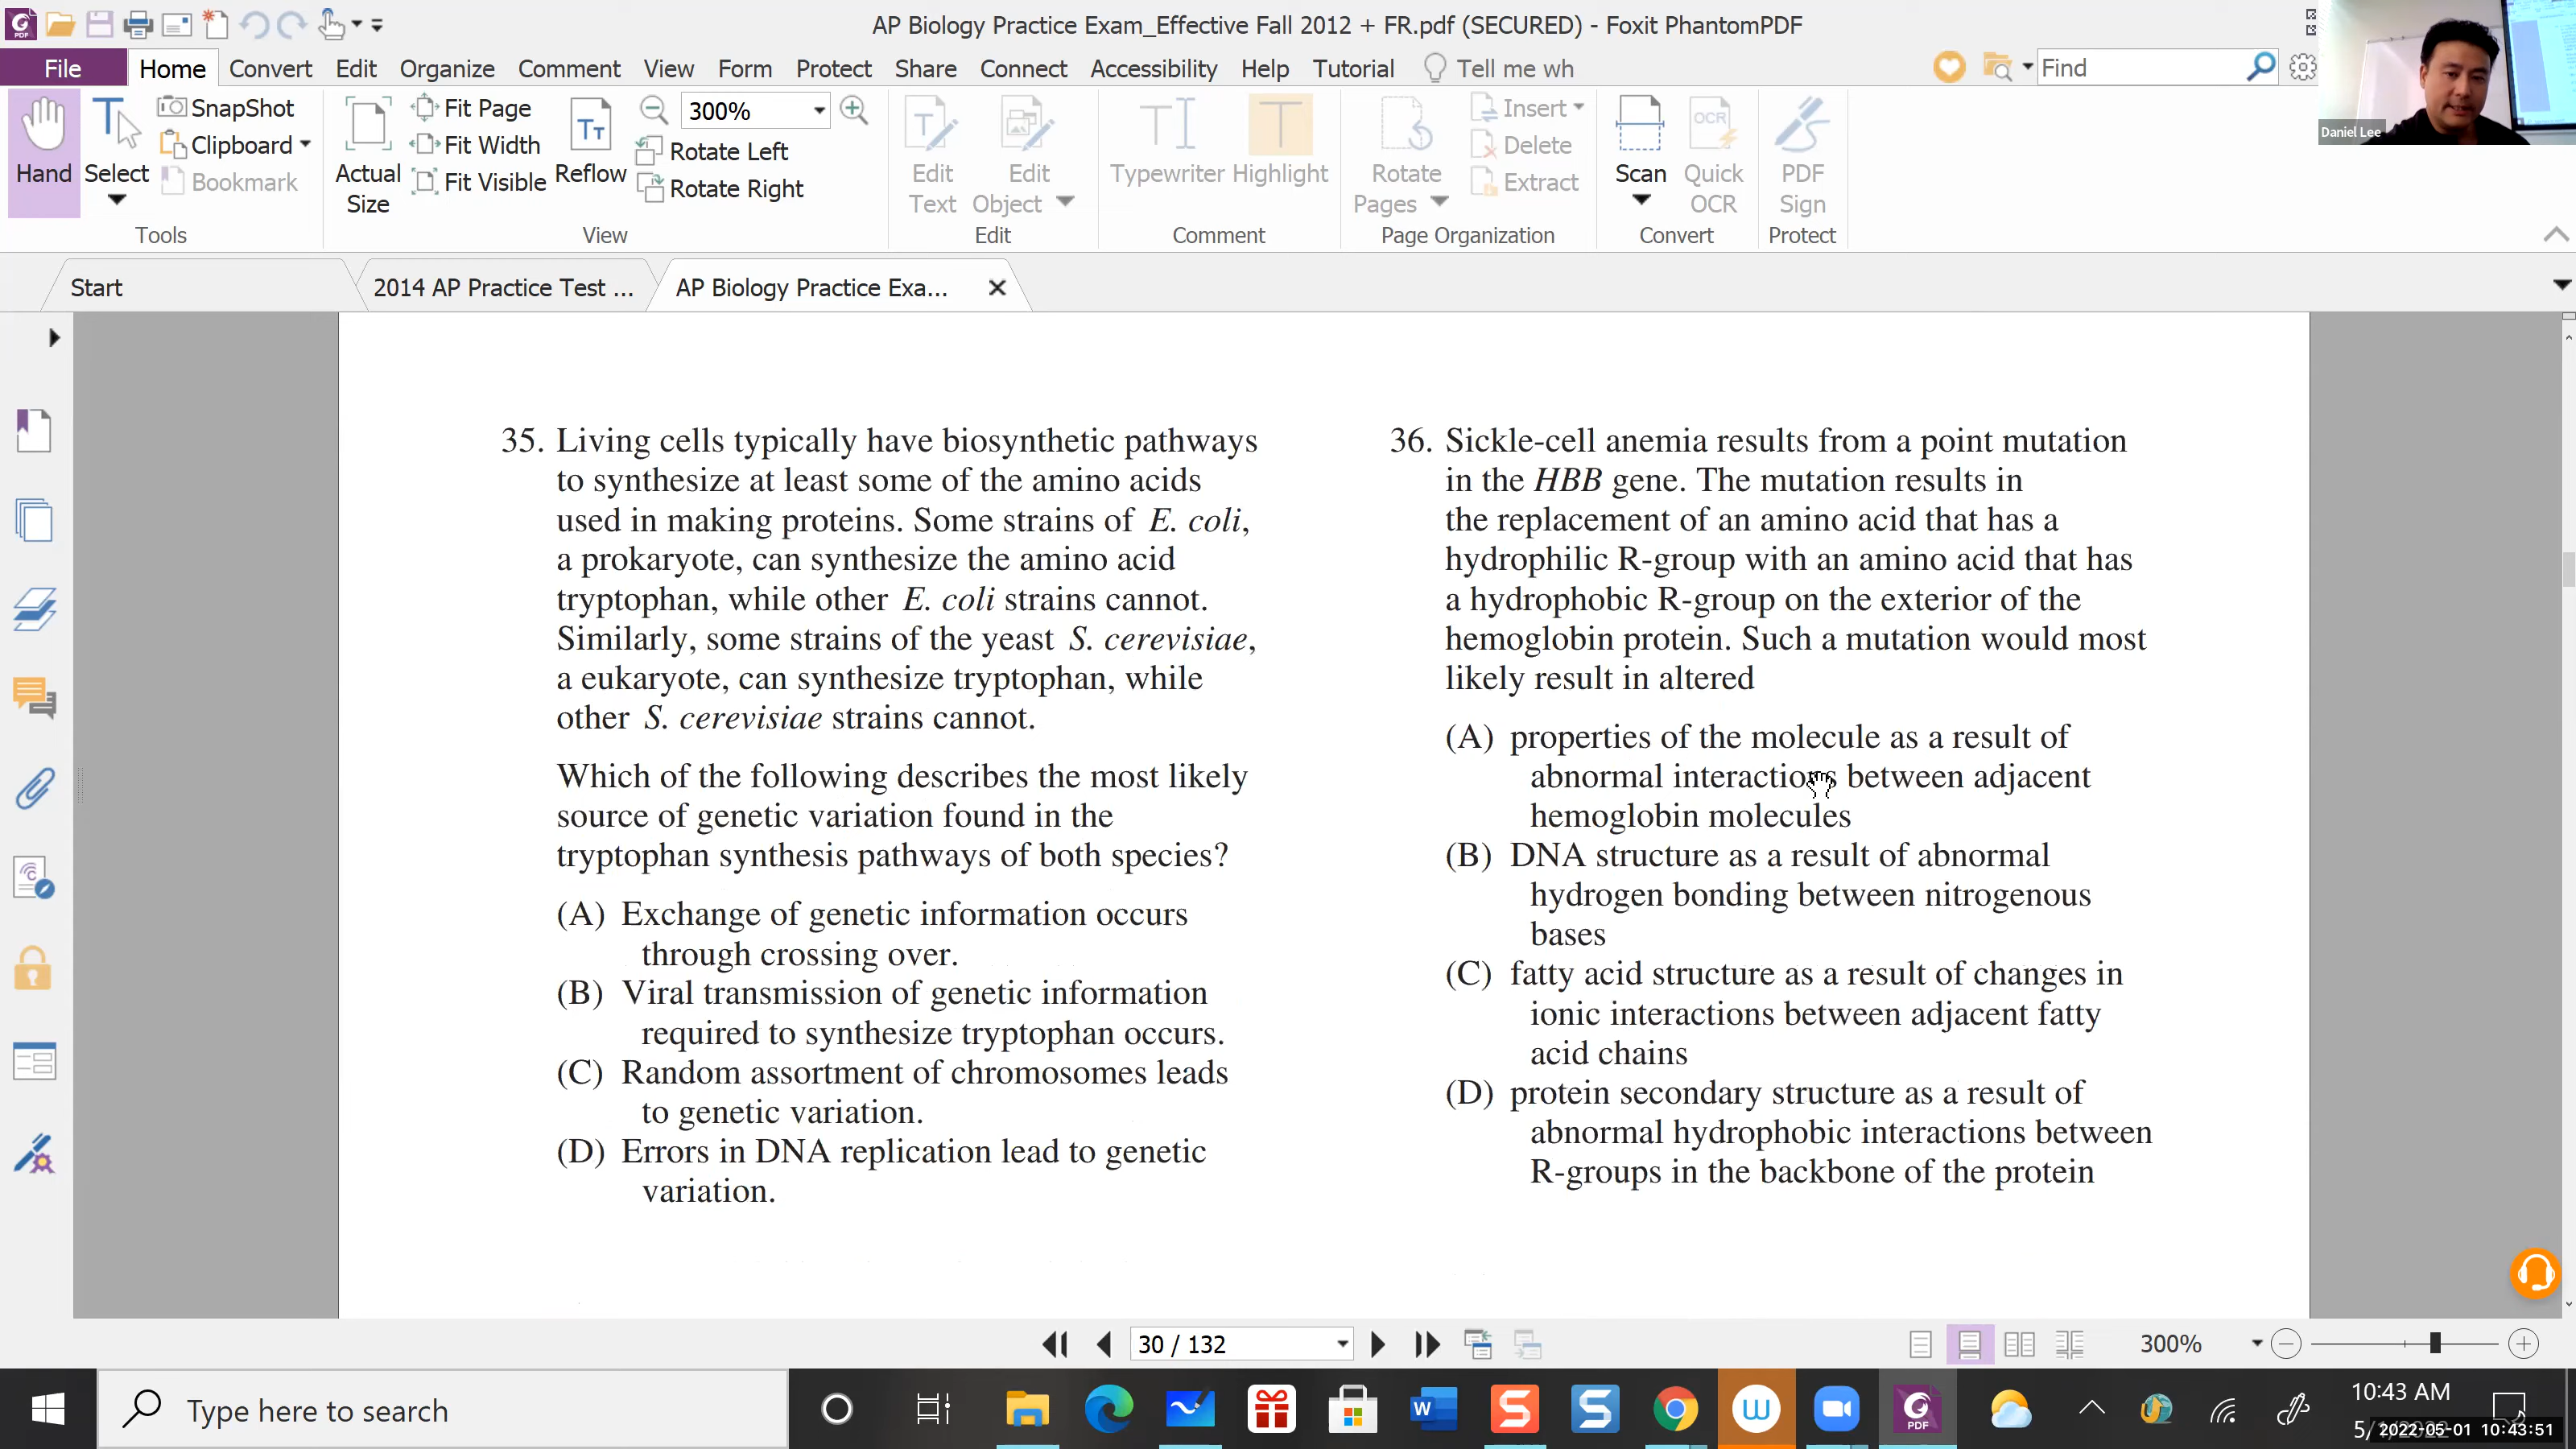 AP Biology Practice Exam_Effective Fall 2012 + FR.pdf (SECURED) - Foxit PhantomPDF
File Home Convert Edit Organize Comment View Form Protect Share Connect Accessibility Help Tutorial Tell me wh Find
Daniel Lee
Hand
Select
SnapShot
Clipboard
Bookmark
Tools
Actual
Size
Fit Page
Fit Width
Fit Visible
Reflow
300%
Rotate Left
Rotate Right
View
Edit
Text
Edit
Object
Edit
Typewriter
Highlight
Comment
Rotate
Pages
Insert
Delete
Extract
Page Organization
Scan
Quick
OCR
Convert
PDF
Sign
Protect
Start
2014 AP Practice Test ...
AP Biology Practice Exa...
35. Living cells typically have biosynthetic pathways
to synthesize at least some of the amino acids
used in making proteins. Some strains of E. coli,
a prokaryote, can synthesize the amino acid
tryptophan, while other E. coli strains cannot.
Similarly, some strains of the yeast S. cerevisiae,
a eukaryote, can synthesize tryptophan, while
other S. cerevisiae strains cannot.
Which of the following describes the most likely
source of genetic variation found in the
tryptophan synthesis pathways of both species?
(A) Exchange of genetic information occurs
through crossing over.
(B) Viral transmission of genetic information
required to synthesize tryptophan occurs.
(C) Random assortment of chromosomes leads
to genetic variation.
(D) Errors in DNA replication lead to genetic
variation.
36. Sickle-cell anemia results from a point mutation
in the HBB gene. The mutation results in
the replacement of an amino acid that has a
hydrophilic R-group with an amino acid that has
a hydrophobic R-group on the exterior of the
hemoglobin protein. Such a mutation would most
likely result in altered
(A) properties of the molecule as a result of
abnormal interactions between adjacent
hemoglobin molecules
(B) DNA structure as a result of abnormal
hydrogen bonding between nitrogenous
bases
(C) fatty acid structure as a result of changes in
ionic interactions between adjacent fatty
acid chains
(D) protein secondary structure as a result of
abnormal hydrophobic interactions between
R-groups in the backbone of the protein
30 / 132
300%
Type here to search
10:43 AM
2022-05-01 10:43:51